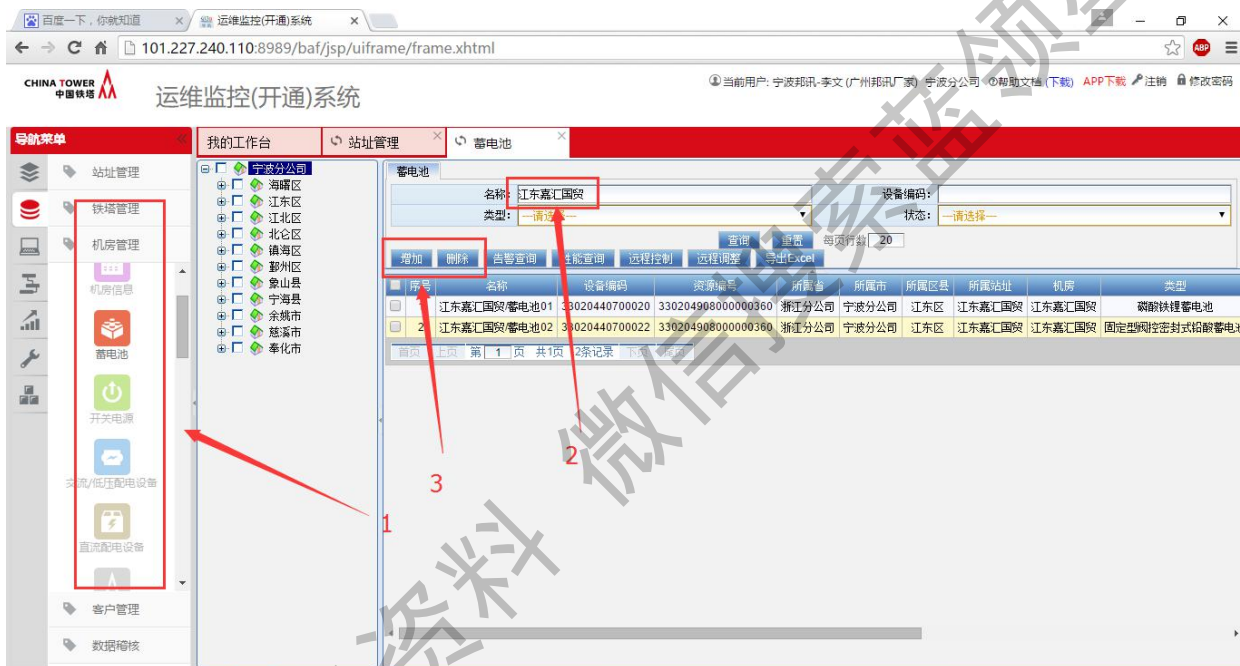 百度一下，你就知道
运维监控(开通)系统
101.227.240.110:8989/baf/jsp/uiframe/frame.xhtml
ABP
CHINA TOWER
中国铁塔
运维监控(开通)系统
当前用户: 宁波邦讯-李文 (广州邦讯厂家) 宁波分公司 帮助文档 (下载) APP下载 注销 修改密码
导航菜单
我的工作台 站址管理 蓄电池
站址管理
铁塔管理
机房管理
机房信息
蓄电池
开关电源
交流/低压配电设备
直流配电设备
客户管理
数据稽核
宁波分公司
海曙区
江东区
江北区
北仑区
镇海区
鄞州区
象山县
宁海县
余姚市
慈溪市
奉化市
蓄电池
名称: 江东嘉汇国贸 设备编码:
类型: ---请选择--- 状态: ---请选择---
查询 重置 每页行数 20
增加 删除 告警查询 性能查询 远程控制 远程调整 导出Excel
序号 名称 设备编码 资源编号 所属省 所属市 所属区县 所属站址 机房 类型
江东嘉汇国贸/蓄电池01 33020440700020 330204908000000360 浙江分公司 宁波分公司 江东区 江东嘉汇国贸 江东嘉汇国贸 磷酸铁锂蓄电池
2 江东嘉汇国贸/蓄电池02 33020440700022 330204908000000360 浙江分公司 宁波分公司 江东区 江东嘉汇国贸 江东嘉汇国贸 固定型阀控密封式铅酸蓄电池
首页 上页 第 1 页 共1页 2条记录 下页 尾页
1
2
3
资料 微信搜索蓝领星